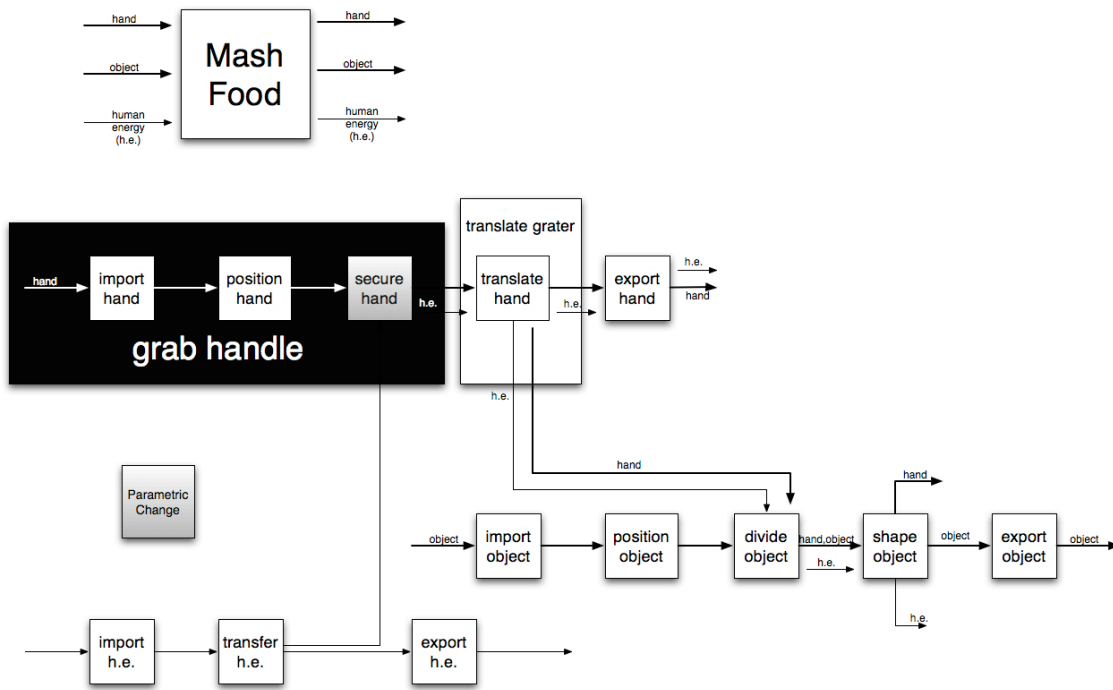 hand
hand
Mash
Food
object
object
human
energy
(h.e.)
human
energy
(h.e.)
translate grater
hand
import
hand
position
hand
secure
hand
h.e.
translate
hand
h.e.
export
hand
h.e.
hand
grab handle
h.e.
hand
hand
Parametric
Change
object
import
object
position
object
divide
object
hand,object
h.e.
shape
object
object
export
object
object
h.e.
import
h.e.
transfer
h.e.
export
h.e.